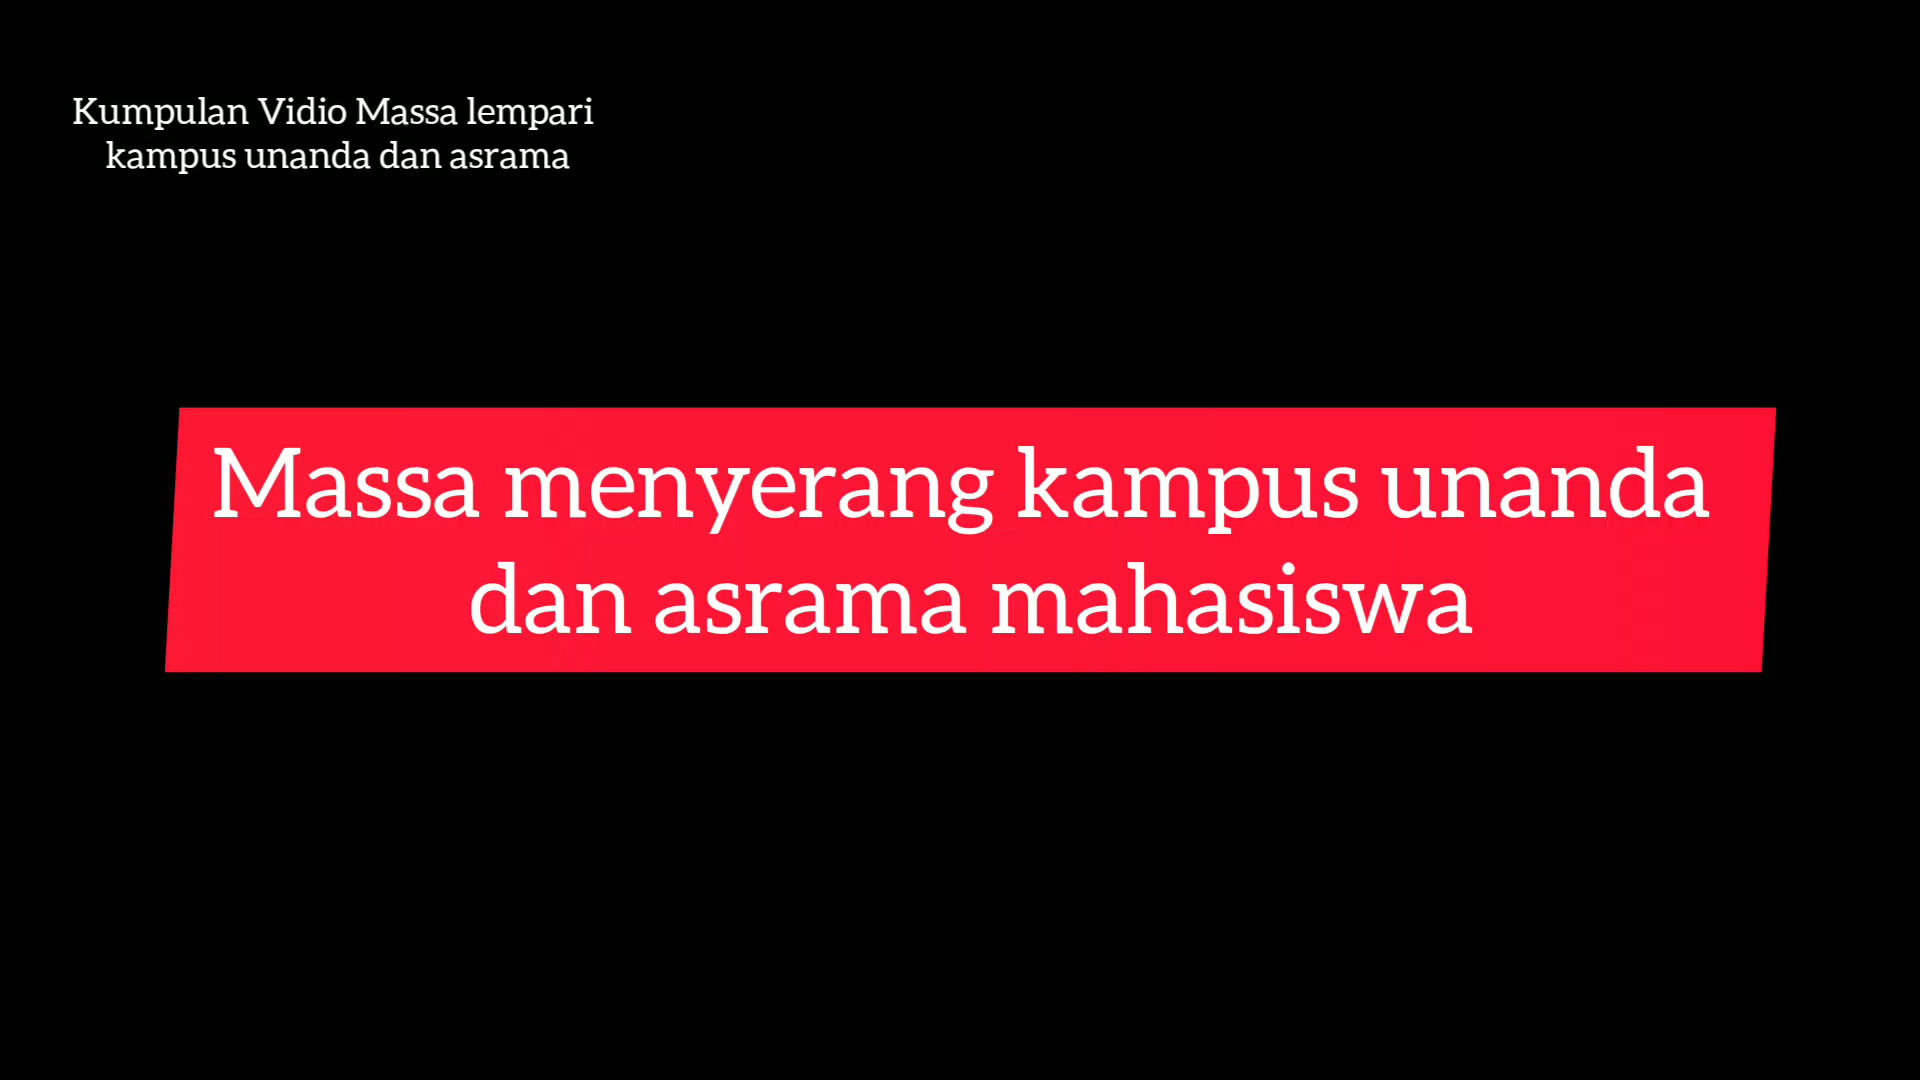 Kumpulan Vidio Massa lempari
kampus unanda dan asrama
Massa menyerang kampus unanda
dan asrama mahasiswa